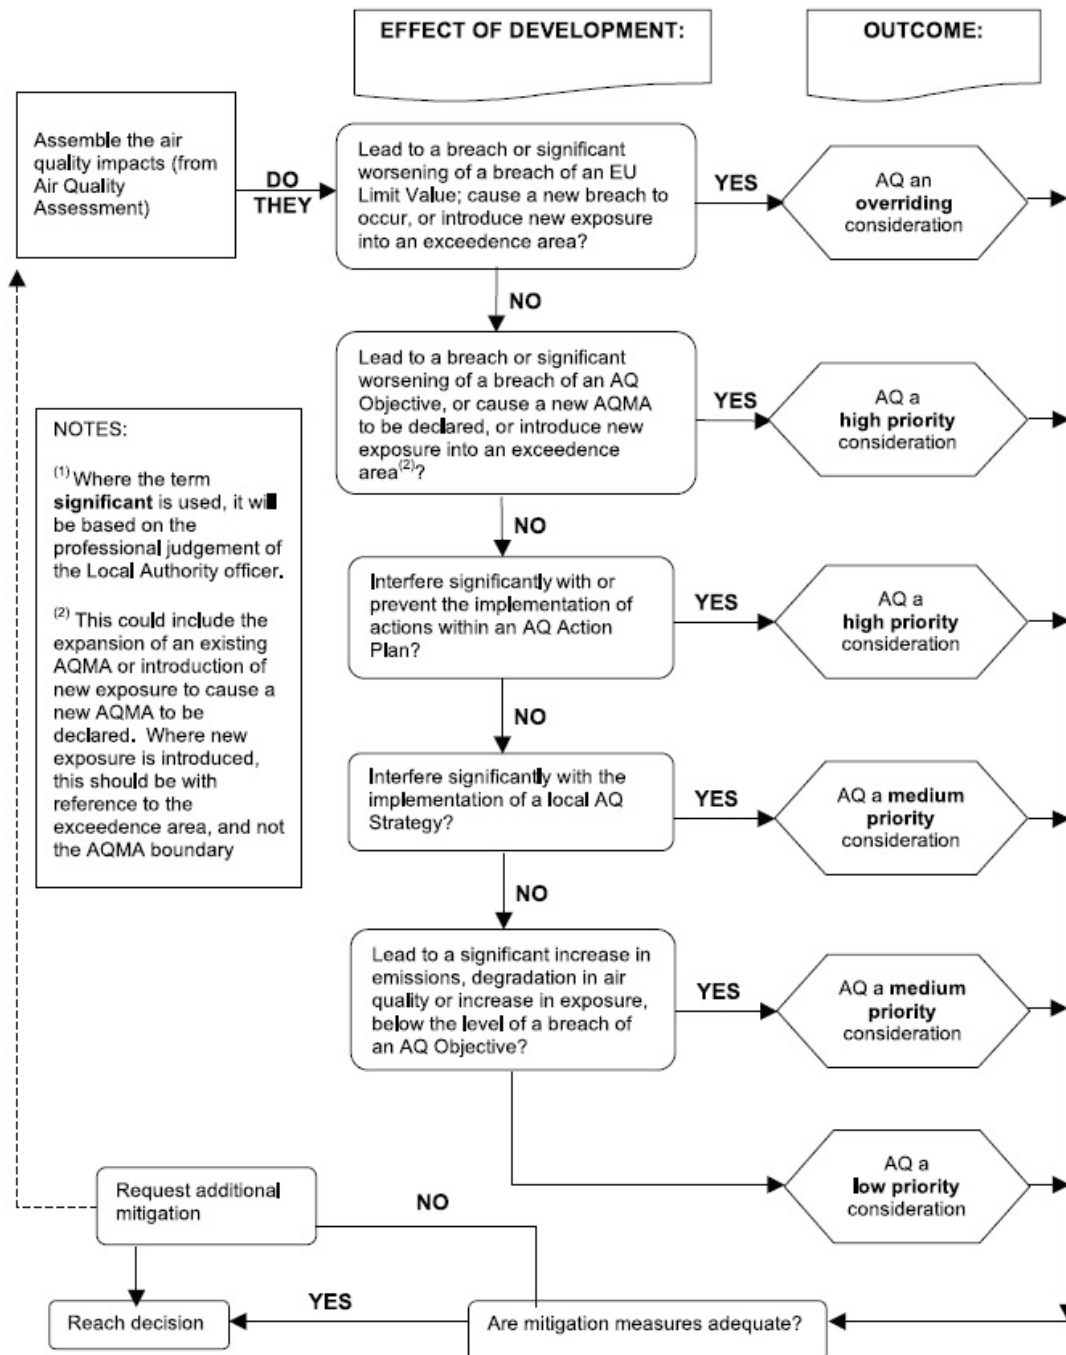 EFFECT OF DEVELOPMENT:
OUTCOME:
Assemble the air
quality impacts (from
Air Quality
Assessment)
DO
THEY
Lead to a breach or significant
worsening of a breach of an EU
Limit Value; cause a new breach to
occur, or introduce new exposure
into an exceedence area?
YES
AQ an
overriding
consideration
NO
Lead to a breach or significant
worsening of a breach of an AQ
Objective, or cause a new AQMA
to be declared, or introduce new
exposure into an exceedence
area(2)?
YES
AQ a
high priority
consideration
NO
NOTES:
(1) Where the term
significant is used, it will
be based on the
professional judgement of
the Local Authority officer.
(2) This could include the
expansion of an existing
AQMA or introduction of
new exposure to cause a
new AQMA to be
declared. Where new
exposure is introduced,
this should be with
reference to the
exceedence area, and not
the AQMA boundary
Interfere significantly with or
prevent the implementation of
actions within an AQ Action
Plan?
YES
AQ a
high priority
consideration
NO
Interfere significantly with the
implementation of a local AQ
Strategy?
YES
AQ a medium
priority
consideration
NO
Lead to a significant increase in
emissions, degradation in air
quality or increase in exposure,
below the level of a breach of
an AQ Objective?
YES
AQ a medium
priority
consideration
AQ a
low priority
consideration
Request additional
mitigation
NO
Reach decision
YES
Are mitigation measures adequate?